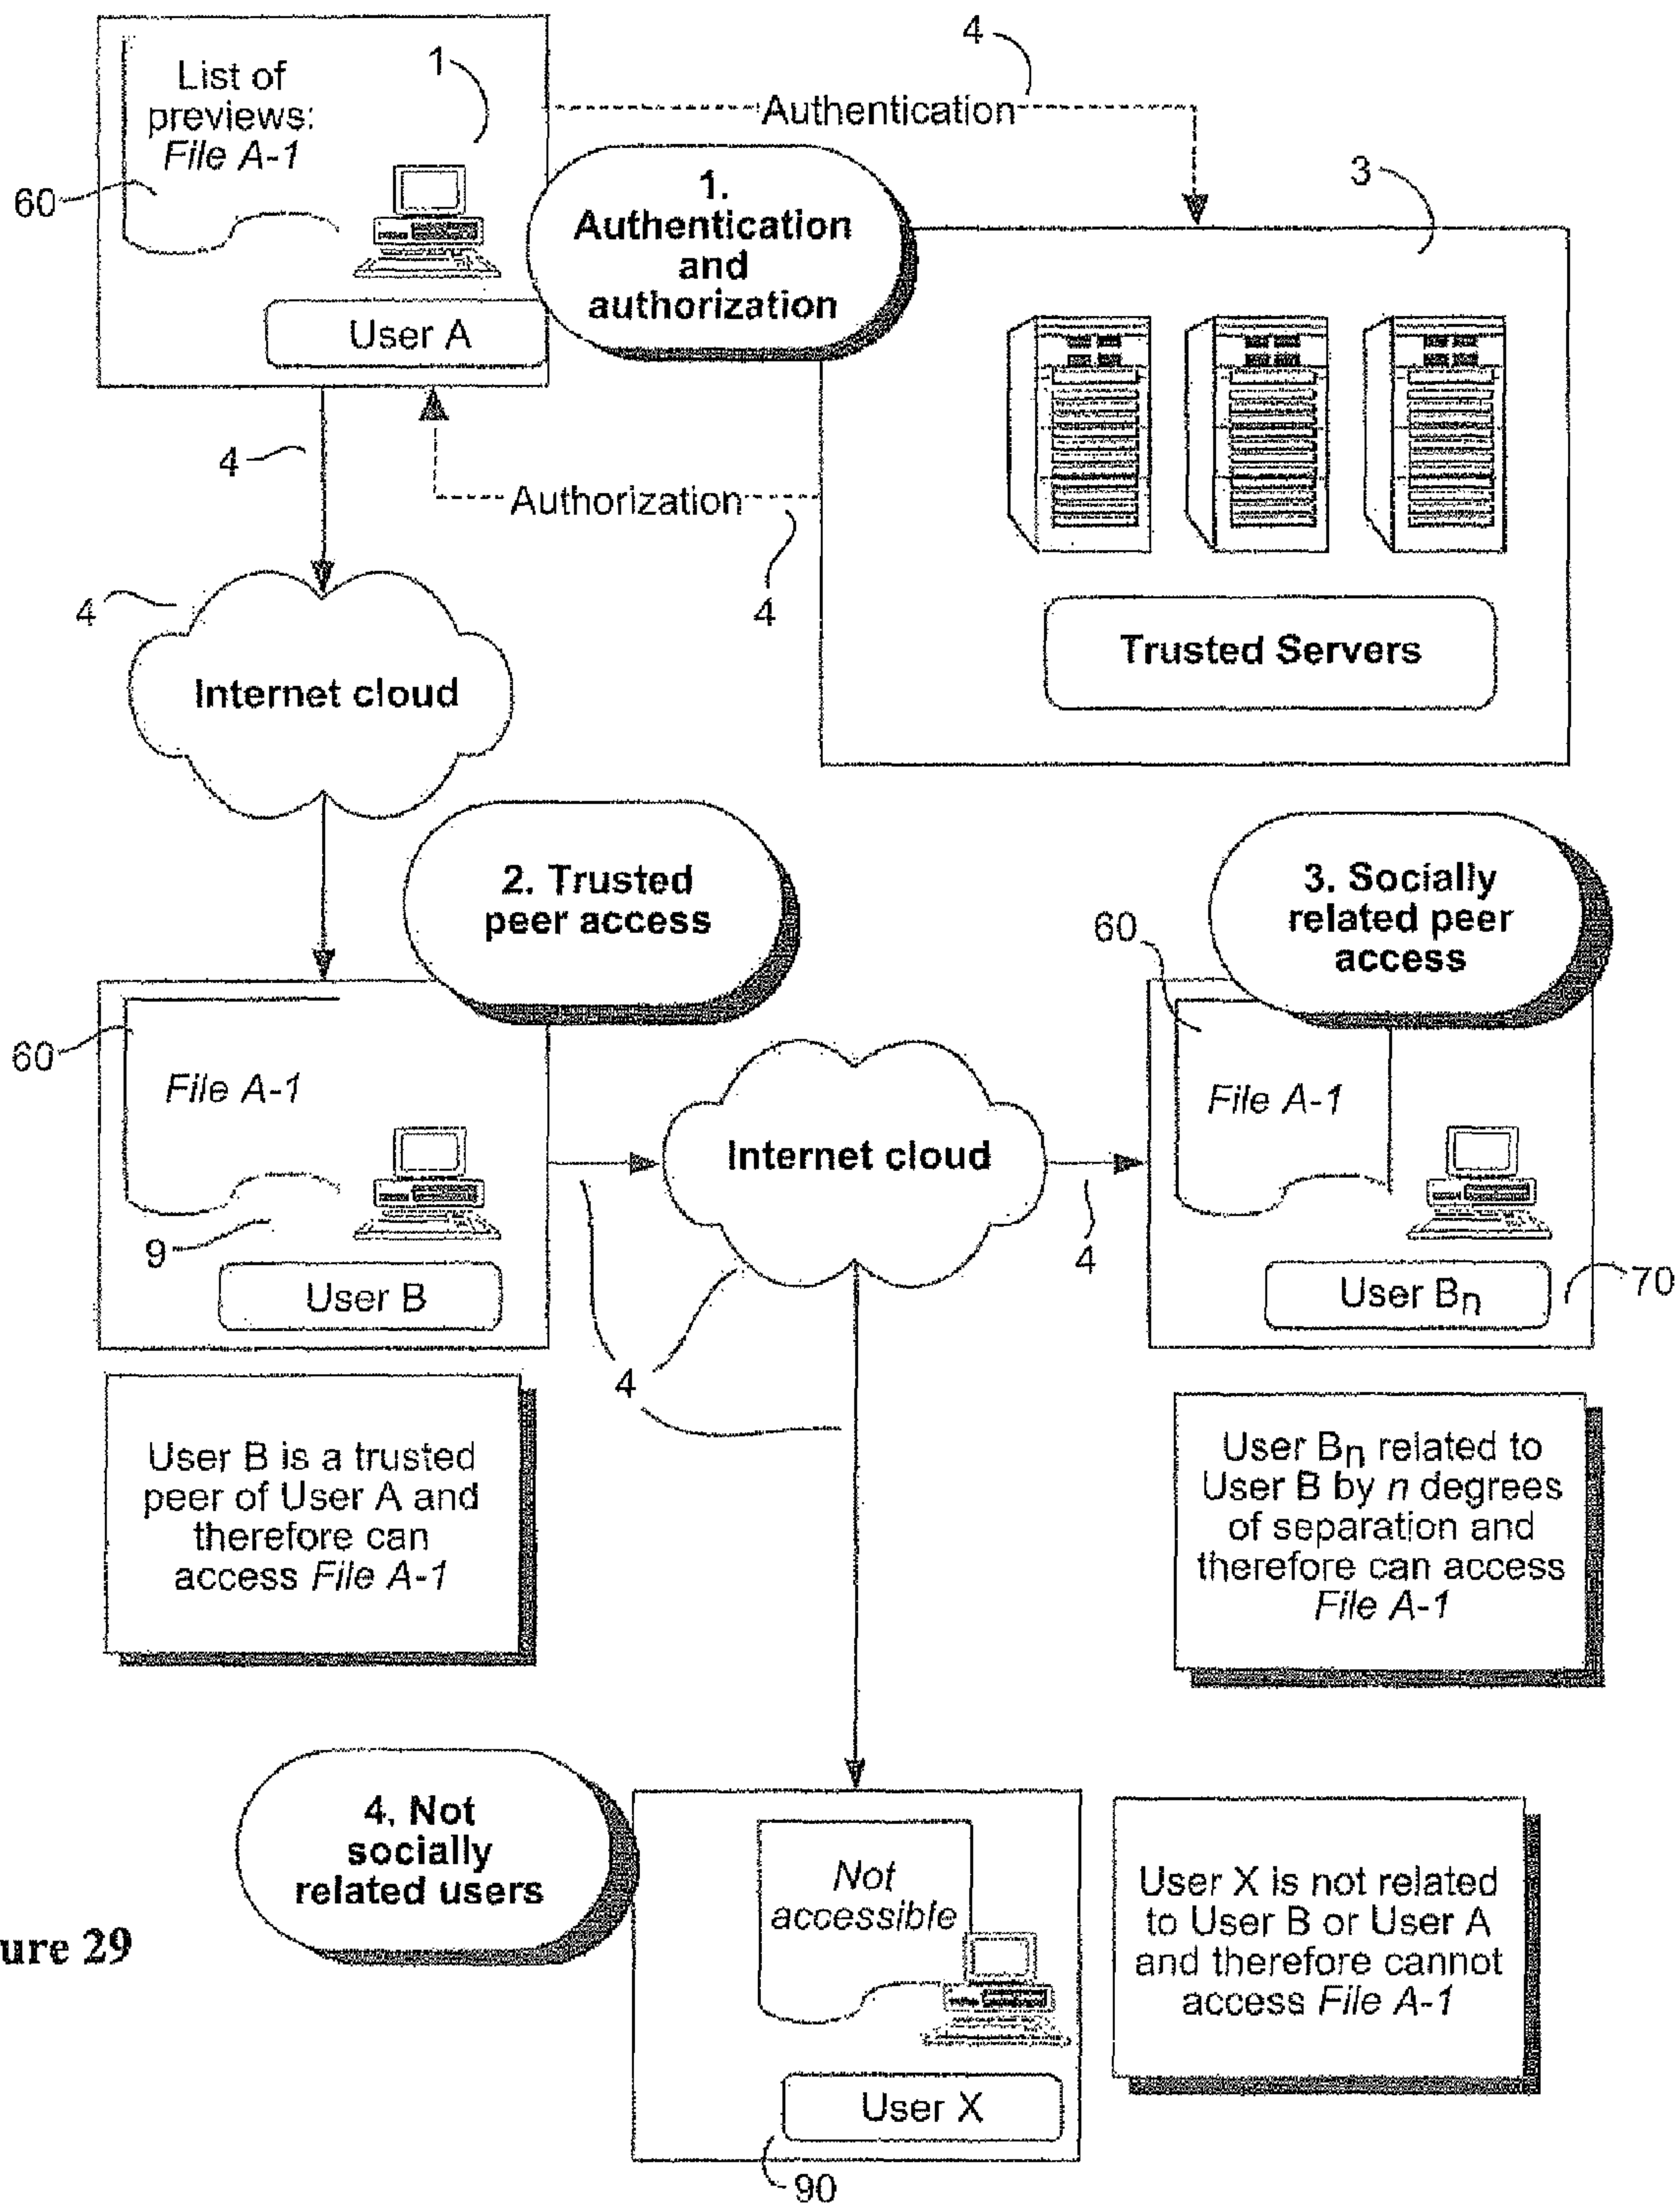 4
List of
previews:
File A-1
1
60
User A
Authentication
1.
Authentication
and
authorization
3
4
Authorization
4
Trusted Servers
4
Internet cloud
2. Trusted
peer access
3. Socially
related peer
access
60
File A-1
9
User B
Internet cloud
4
4
60
File A-1
User Bn
70
User B is a trusted
peer of User A and
therefore can
access File A-1
User Bn related to
User B by n degrees
of separation and
therefore can access
File A-1
4. Not
socially
related users
Not
accessible
User X
90
User X is not related
to User B or User A
and therefore cannot
access File A-1
ure 29